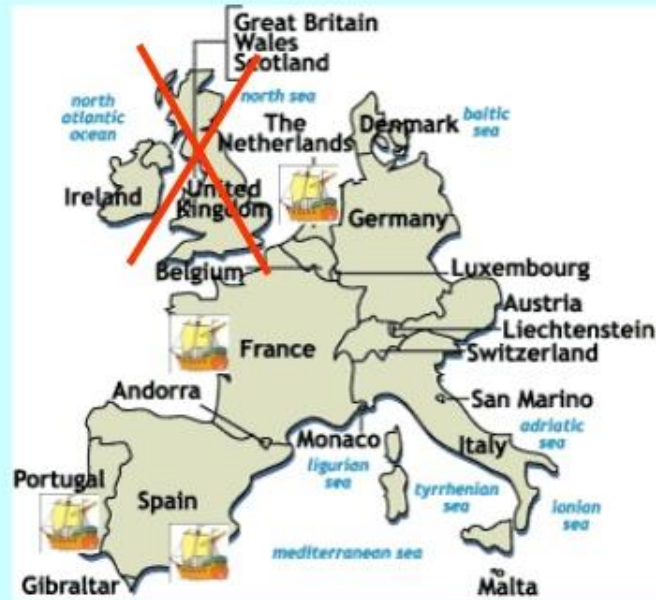 Great Britain
Wales
Scotland
north
atlantic
ocean
north sea
The
Netherlands
Denmark
baltic
sea
Ireland
United
Kingdom
Germany
Belgium
Luxembourg
Austria
Liechtenstein
Switzerland
France
Andorra
San Marino
Monaco
Italy
adriatic
sea
ligurian
sea
Portugal
Spain
tyrrhenian
sea
ionian
sea
mediterranean sea
Gibraltar
Malta